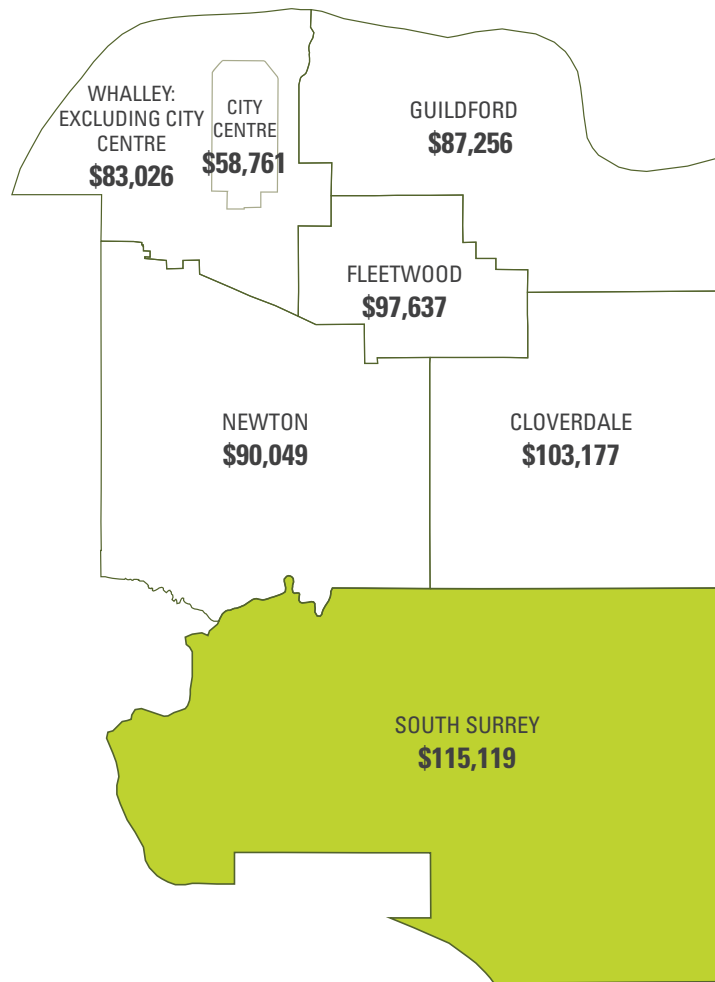 WHALLEY:
EXCLUDING CITY
CENTRE
$83,026
CITY
CENTRE
$58,761
GUILDFORD
$87,256
FLEETWOOD
$97,637
NEWTON
$90,049
CLOVERDALE
$103,177
SOUTH SURREY
$115,119